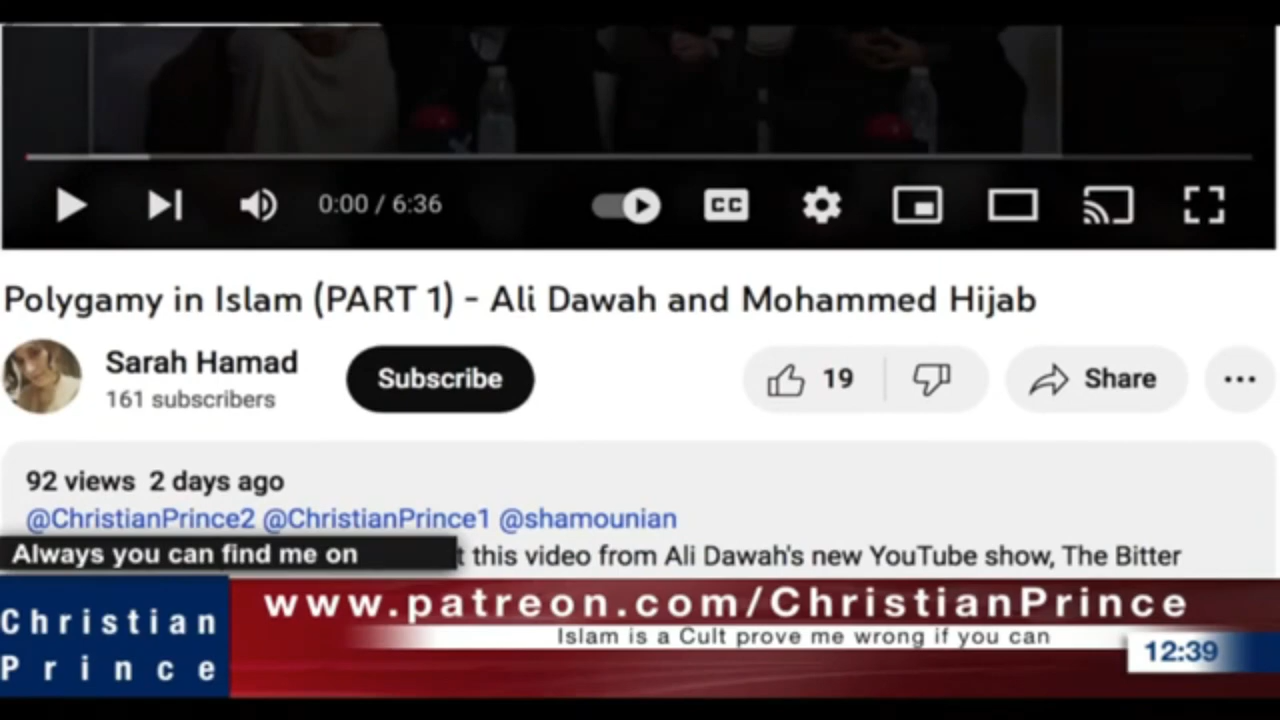 0:00 / 6:36
CC
Polygamy in Islam (PART 1) - Ali Dawah and Mohammed Hijab
Sarah Hamad
161 subscribers
Subscribe
19
Share
92 views 2 days ago
@ChristianPrince2 @ChristianPrince1 @shamounian
t this video from Ali Dawah's new YouTube show, The Bitter
Always you can find me on
www.patreon.com/ChristianPrince
Islam is a Cult prove me wrong if you can
Christian
Prince
12:39